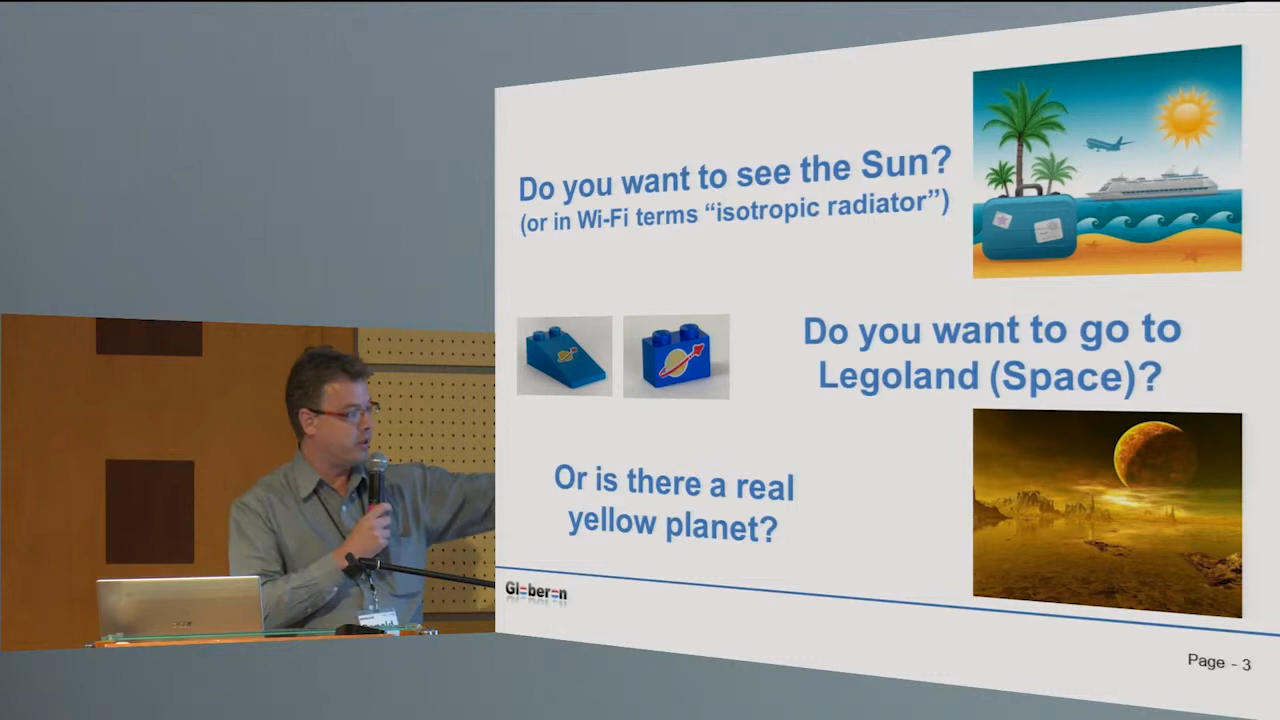 Do you want to see the Sun?
(or in Wi-Fi terms “isotropic radiator”)
Do you want to go to
Legoland (Space)?
Or is there a real
yellow planet?
Globeron
Page - 3
acer